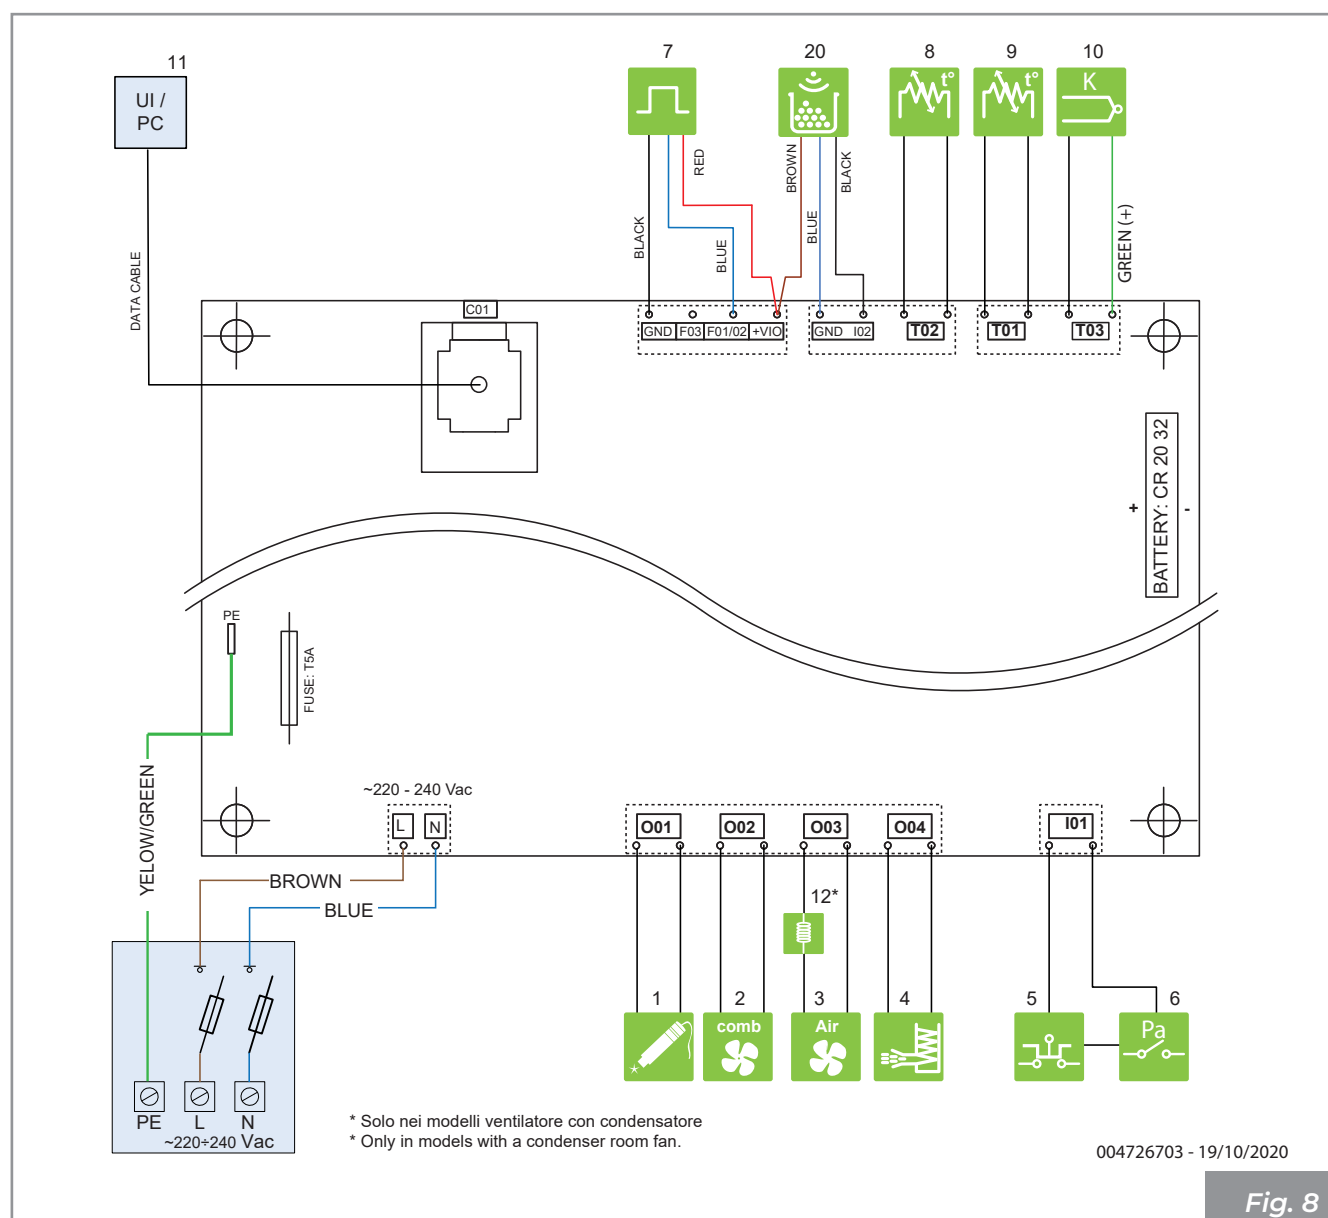 7 20 8 9 10
11
UI /
PC
K
t°
t°
RED
BROWN
BLACK
BLACK
BLUE
BLUE
GREEN (+)
DATA CABLE
C01
GND F03 F01/02 +VIO
GND I02
T02
T01
T03
BATTERY: CR 20 32
+ -
PE
FUSE: T5A
YELOW/GREEN
~220 - 240 Vac
L N
O01 O02 O03 O04
I01
BROWN
BLUE
12*
1 2 3 4 5 6
comb
Air
Pa
PE L N
~220÷240 Vac
* Solo nei modelli ventilatore con condensatore
* Only in models with a condenser room fan.
004726703 - 19/10/2020
Fig. 8